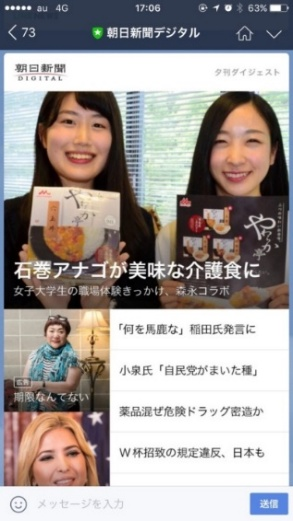 au 4G
17:06
63%
73
朝日新聞デジタル
朝日新聞
DIGITAL
夕刊ダイジェスト
石巻アナゴが美味な介護食に
女子大学生の職場体験きっかけ、森永コラボ
「何を馬鹿な」稲田氏発言に
小泉氏「自民党がまいた種」
広告
期限なんてない
薬品混ぜ危険ドラッグ密造か
W杯招致の規定違反、日本も
メッセージを入力
送信